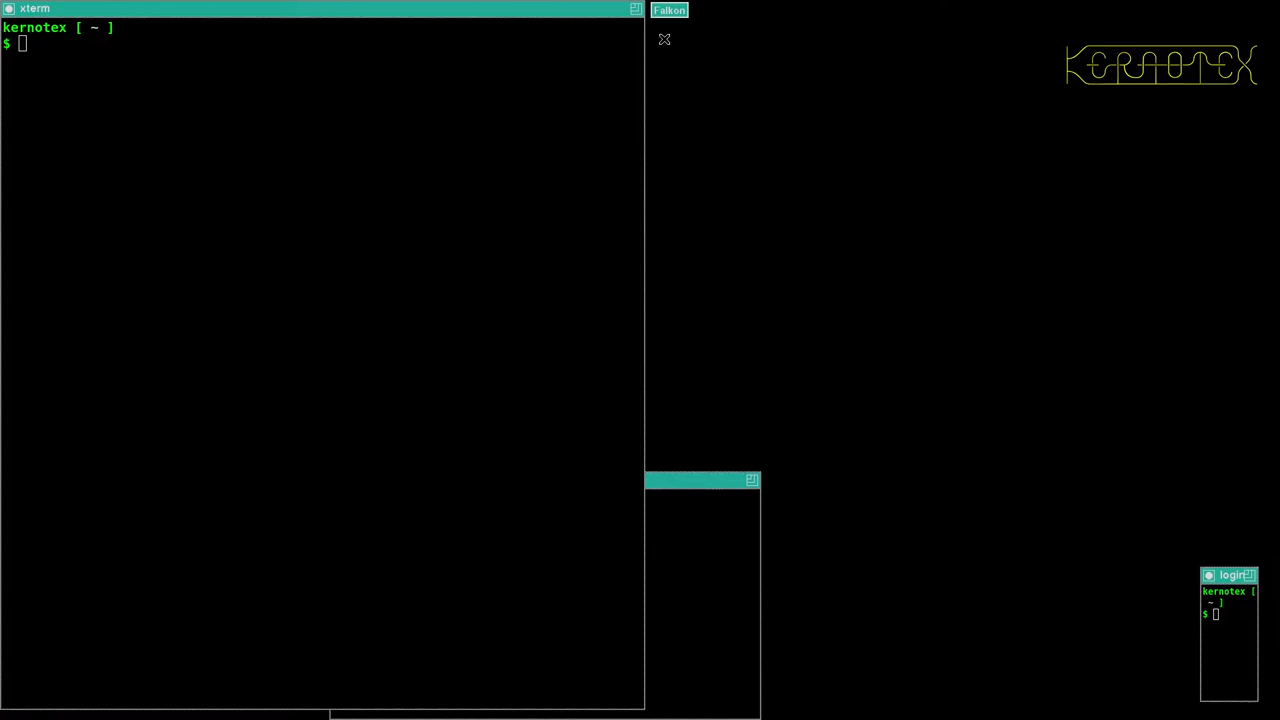 xterm
kernotex [ ~ ]
$
Falkon
KERNOTEX
login
kernotex [
~ ]
$